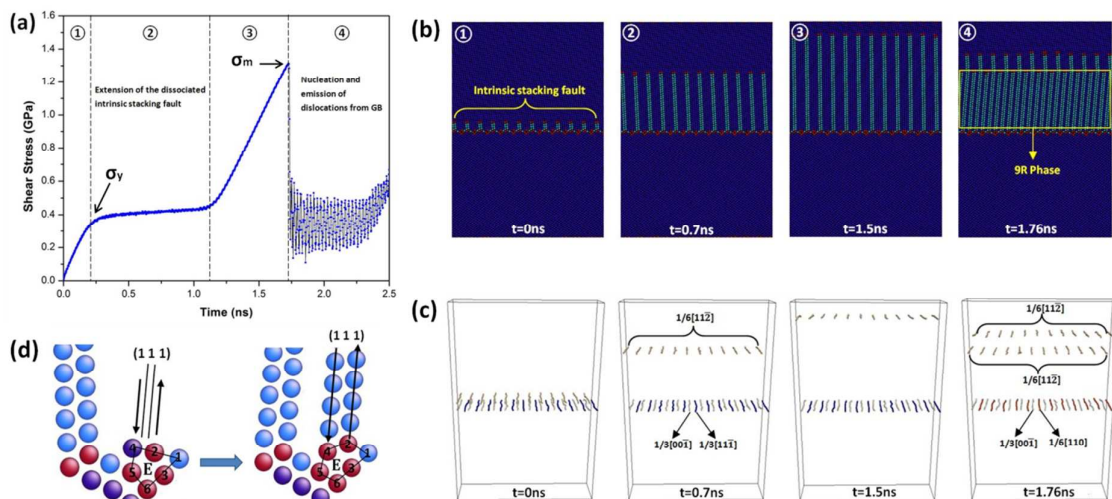 (a)
① ② ③ ④
1.6
1.4
1.2
1.0
0.8
0.6
0.4
0.2
0.0
Shear Stress (GPa)
σm
σy
Extension of the dissociated
intrinsic stacking fault
Nucleation and
emission of
dislocations from GB
0.0 0.5 1.0 1.5 2.0 2.5
Time (ns)
(b)
①
Intrinsic stacking fault
t=0ns
②
t=0.7ns
③
t=1.5ns
④
9R Phase
t=1.76ns
(c)
t=0ns
1/6[112̅]
1/3[001̅]
1/3[111̅]
t=0.7ns
t=1.5ns
1/6[112̅]
1/6[112̅]
1/3[001̅]
1/6[110]
t=1.76ns
(d)
(1 1 1)
4 2 1
5 E 3
6
(1 1 1)
4 2 1
5 E 3
6